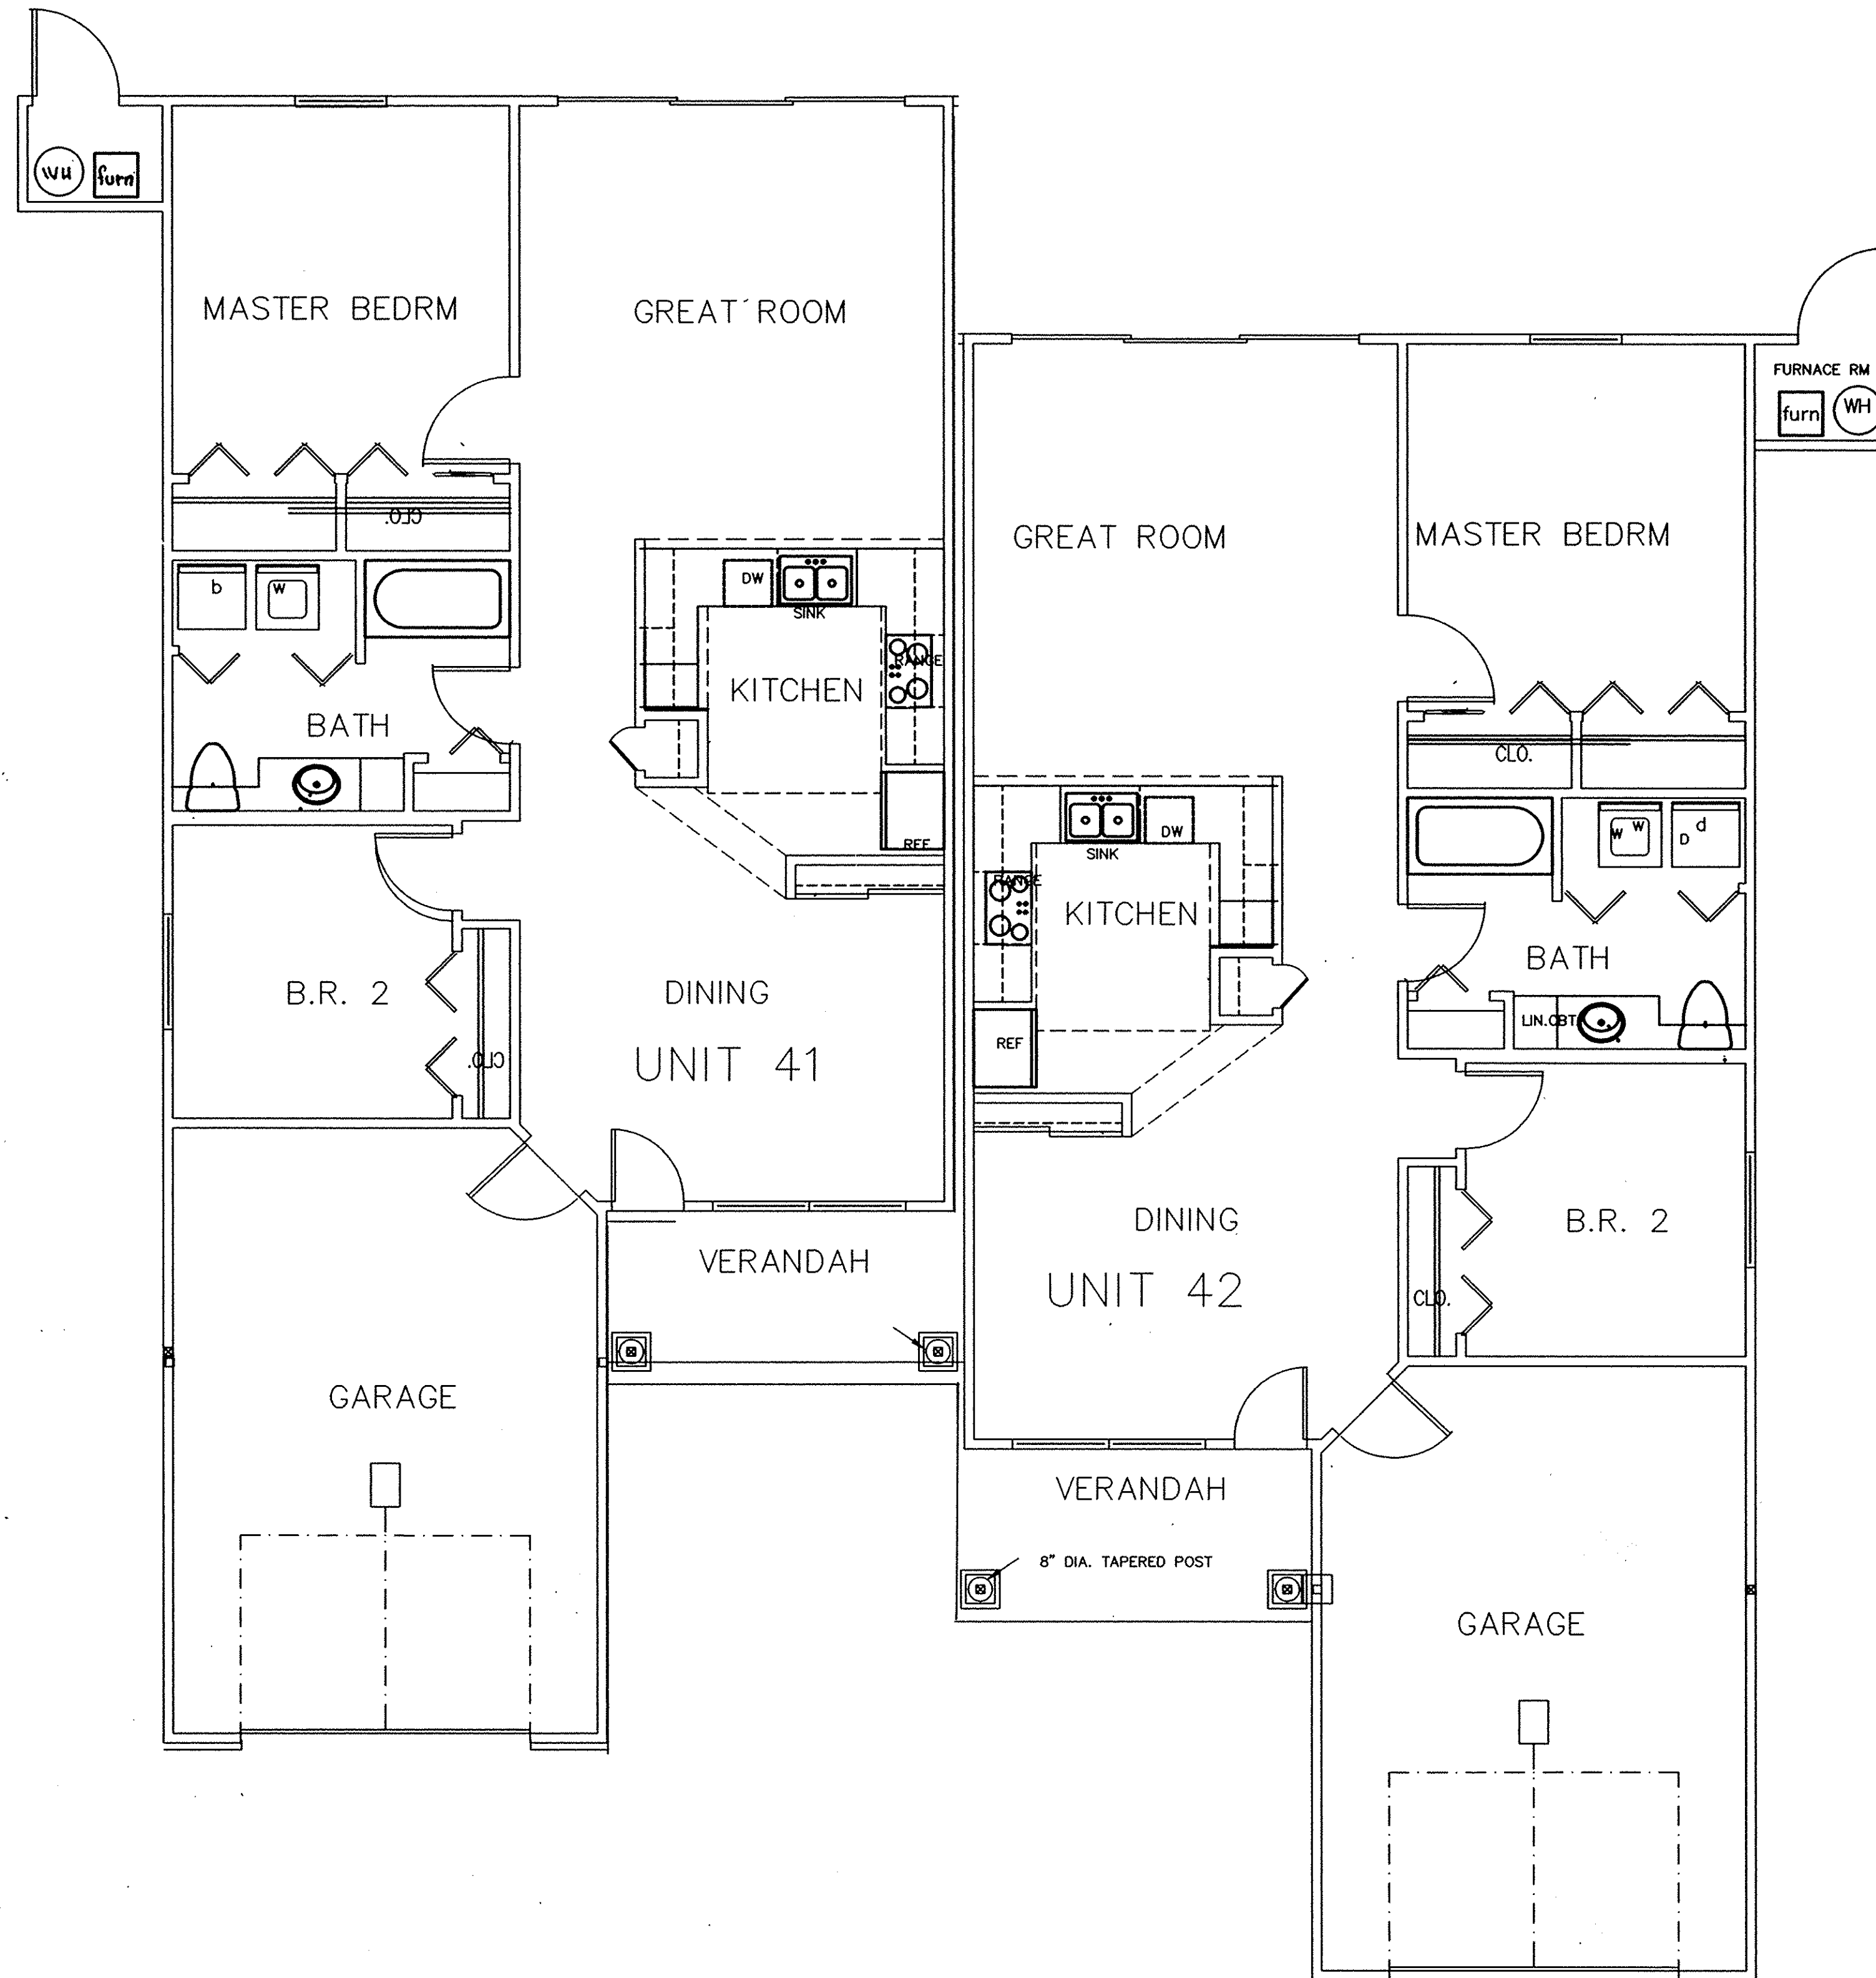 WH
furn
MASTER BEDRM
GREAT ROOM
CLO.
b
W
DW
SINK
RANGE
KITCHEN
BATH
REF
B.R. 2
DINING
CLO.
UNIT 41
VERANDAH
GARAGE
FURNACE RM
furn
WH
GREAT ROOM
MASTER BEDRM
CLO.
SINK
DW
W
W
D
d
RANGE
KITCHEN
BATH
LIN.CBT.
REF
DINING
B.R. 2
UNIT 42
CLO.
VERANDAH
8" DIA. TAPERED POST
GARAGE